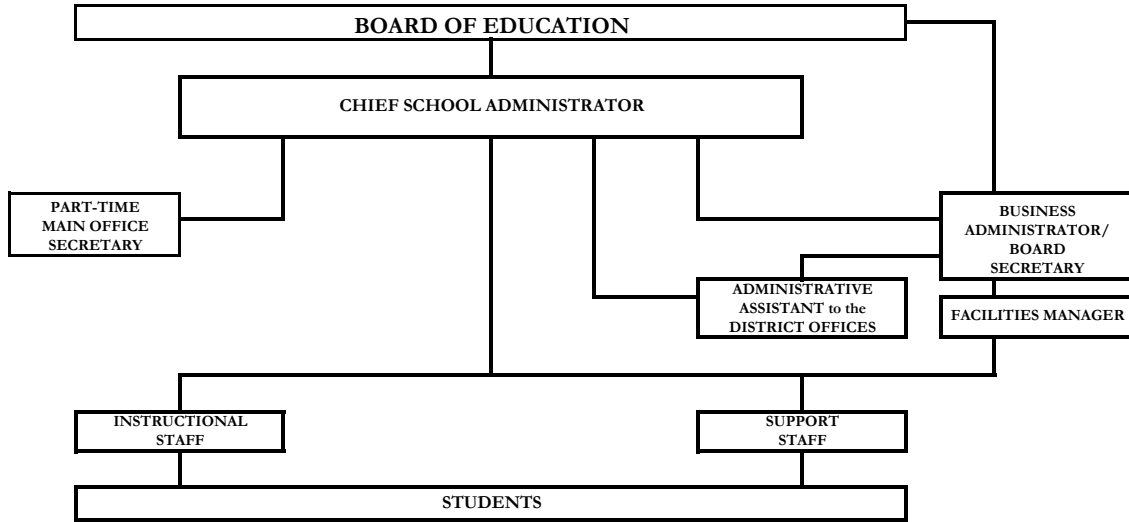 BOARD OF EDUCATION
CHIEF SCHOOL ADMINISTRATOR
PART-TIME
MAIN OFFICE
SECRETARY
BUSINESS
ADMINISTRATOR/
BOARD
SECRETARY
ADMINISTRATIVE
ASSISTANT to the
DISTRICT OFFICES
FACILITIES MANAGER
INSTRUCTIONAL
STAFF
SUPPORT
STAFF
STUDENTS